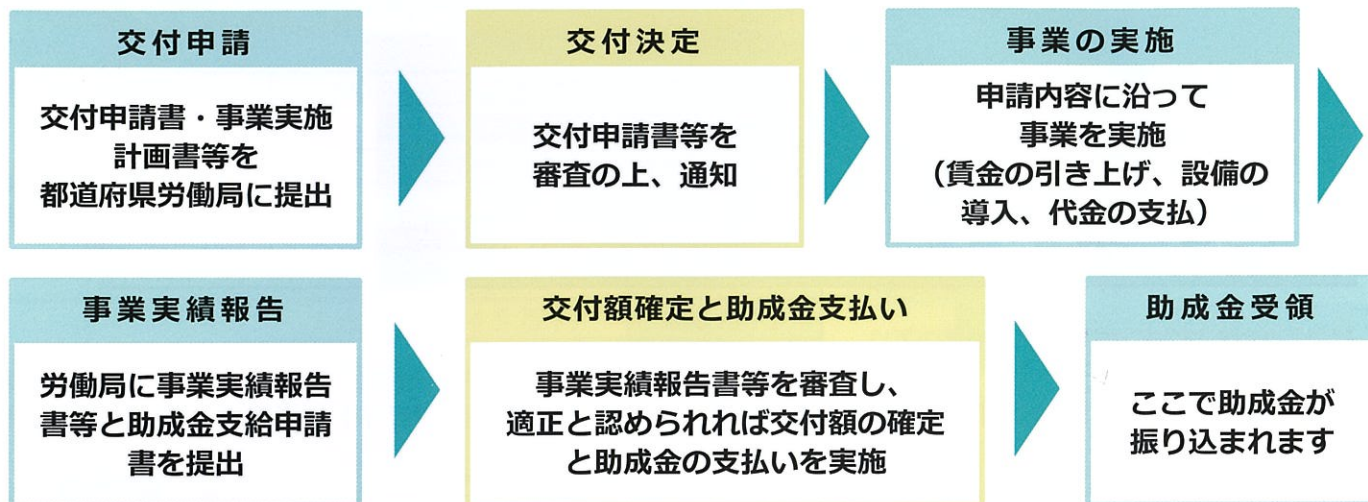 交付申請
交付申請書・事業実施
計画書等を
都道府県労働局に提出
交付決定
交付申請書等を
審査の上、通知
事業の実施
申請内容に沿って
事業を実施
（賃金の引き上げ、設備の
導入、代金の支払）
事業実績報告
労働局に事業実績報告
書等と助成金支給申請
書を提出
交付額確定と助成金支払い
事業実績報告書等を審査し、
適正と認められれば交付額の確定
と助成金の支払いを実施
助成金受領
ここで助成金が
振り込まれます